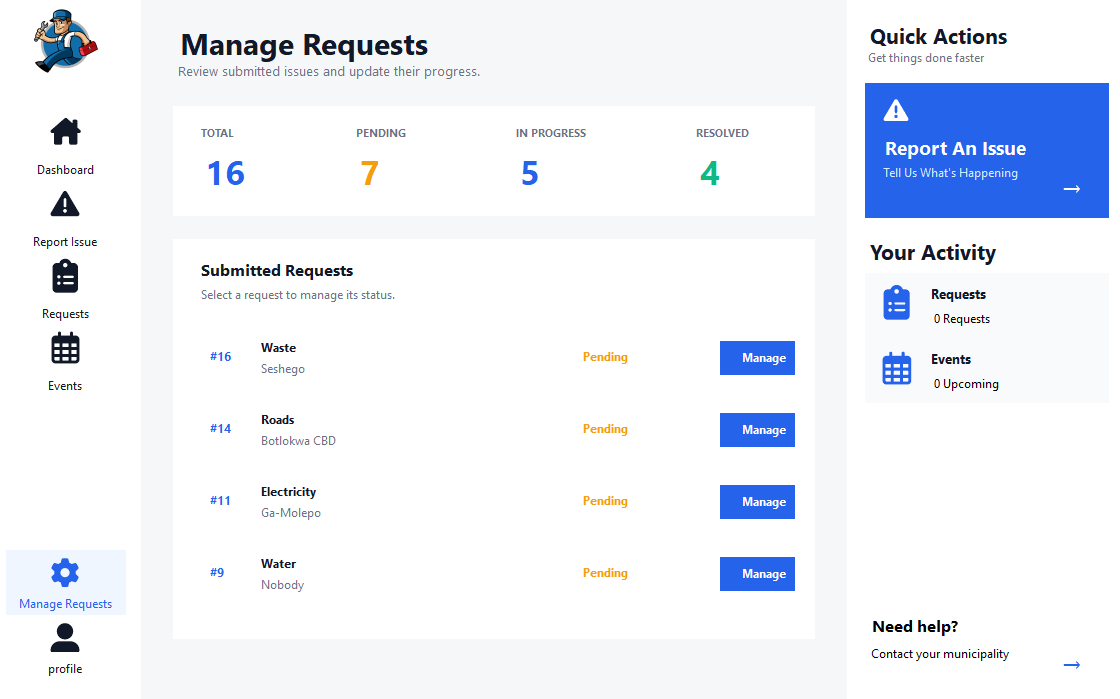 Dashboard
Report Issue
Requests
Events
Manage Requests
profile
Manage Requests
Review submitted issues and update their progress.
TOTAL
PENDING
IN PROGRESS
RESOLVED
16
7
5
4
Submitted Requests
Select a request to manage its status.
#16
Waste
Seshego
Pending
Manage
#14
Roads
Botlokwa CBD
Pending
Manage
#11
Electricity
Ga-Molepo
Pending
Manage
#9
Water
Nobody
Pending
Manage
Quick Actions
Get things done faster
Report An Issue
Tell Us What's Happening
Your Activity
Requests
0 Requests
Events
0 Upcoming
Need help?
Contact your municipality